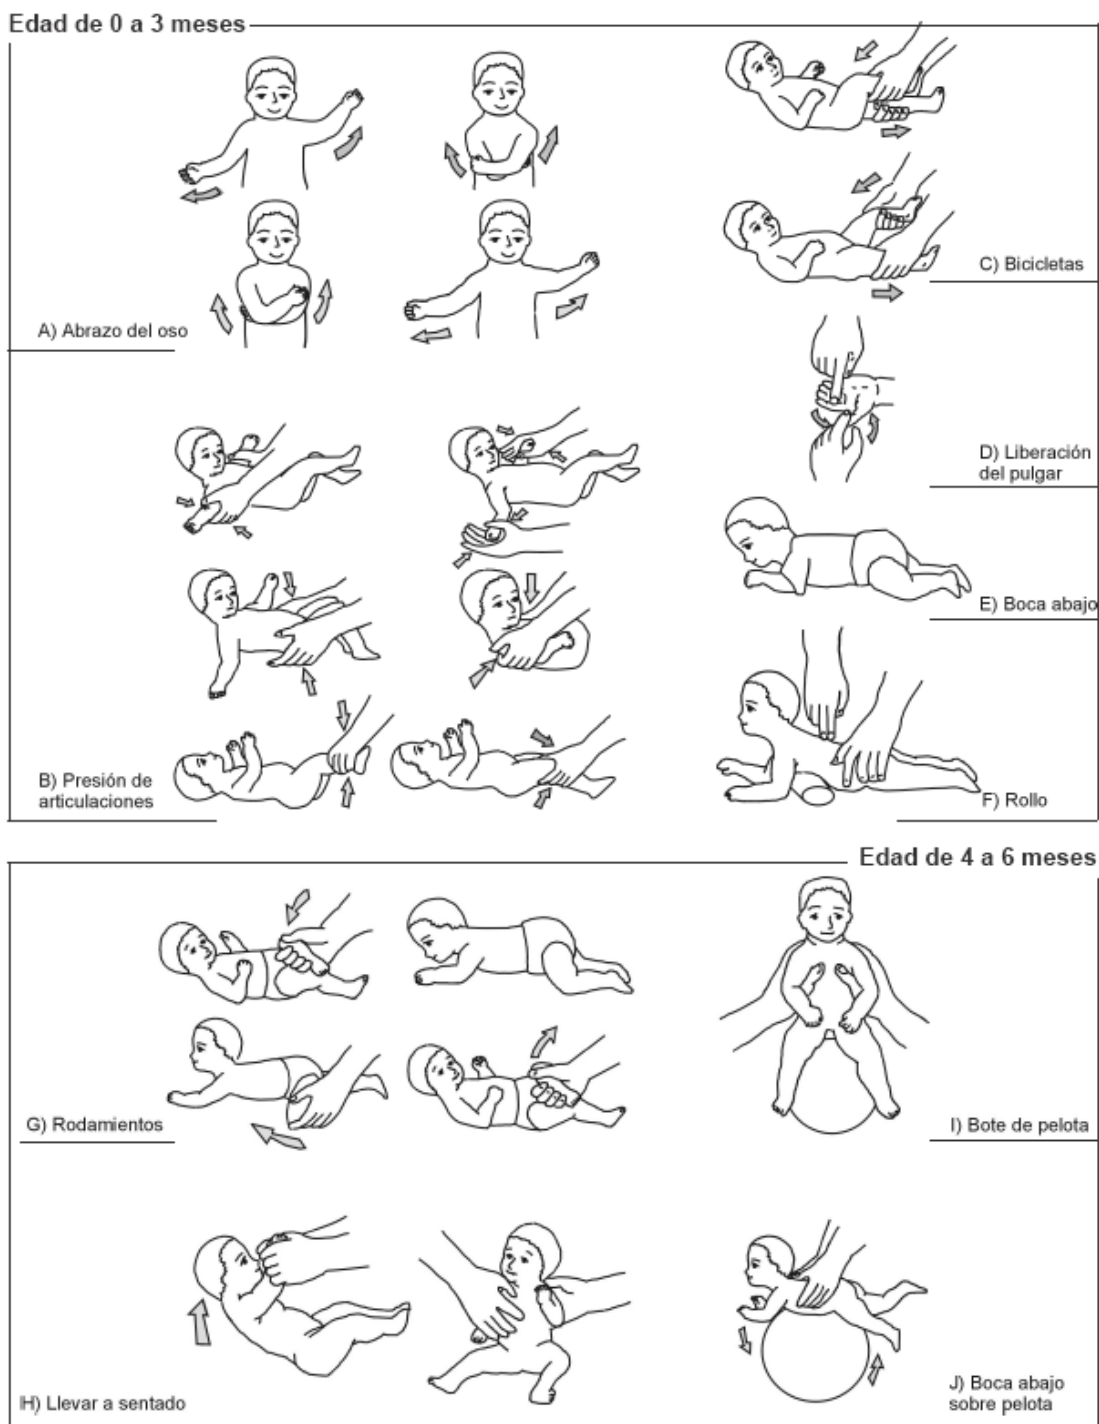 Edad de 0 a 3 meses
A) Abrazo del oso
C) Bicicletas
D) Liberación
del pulgar
E) Boca abajo
B) Presión de
articulaciones
F) Rollo
Edad de 4 a 6 meses
G) Rodamientos
I) Bote de pelota
H) Llevar a sentado
J) Boca abajo
sobre pelota